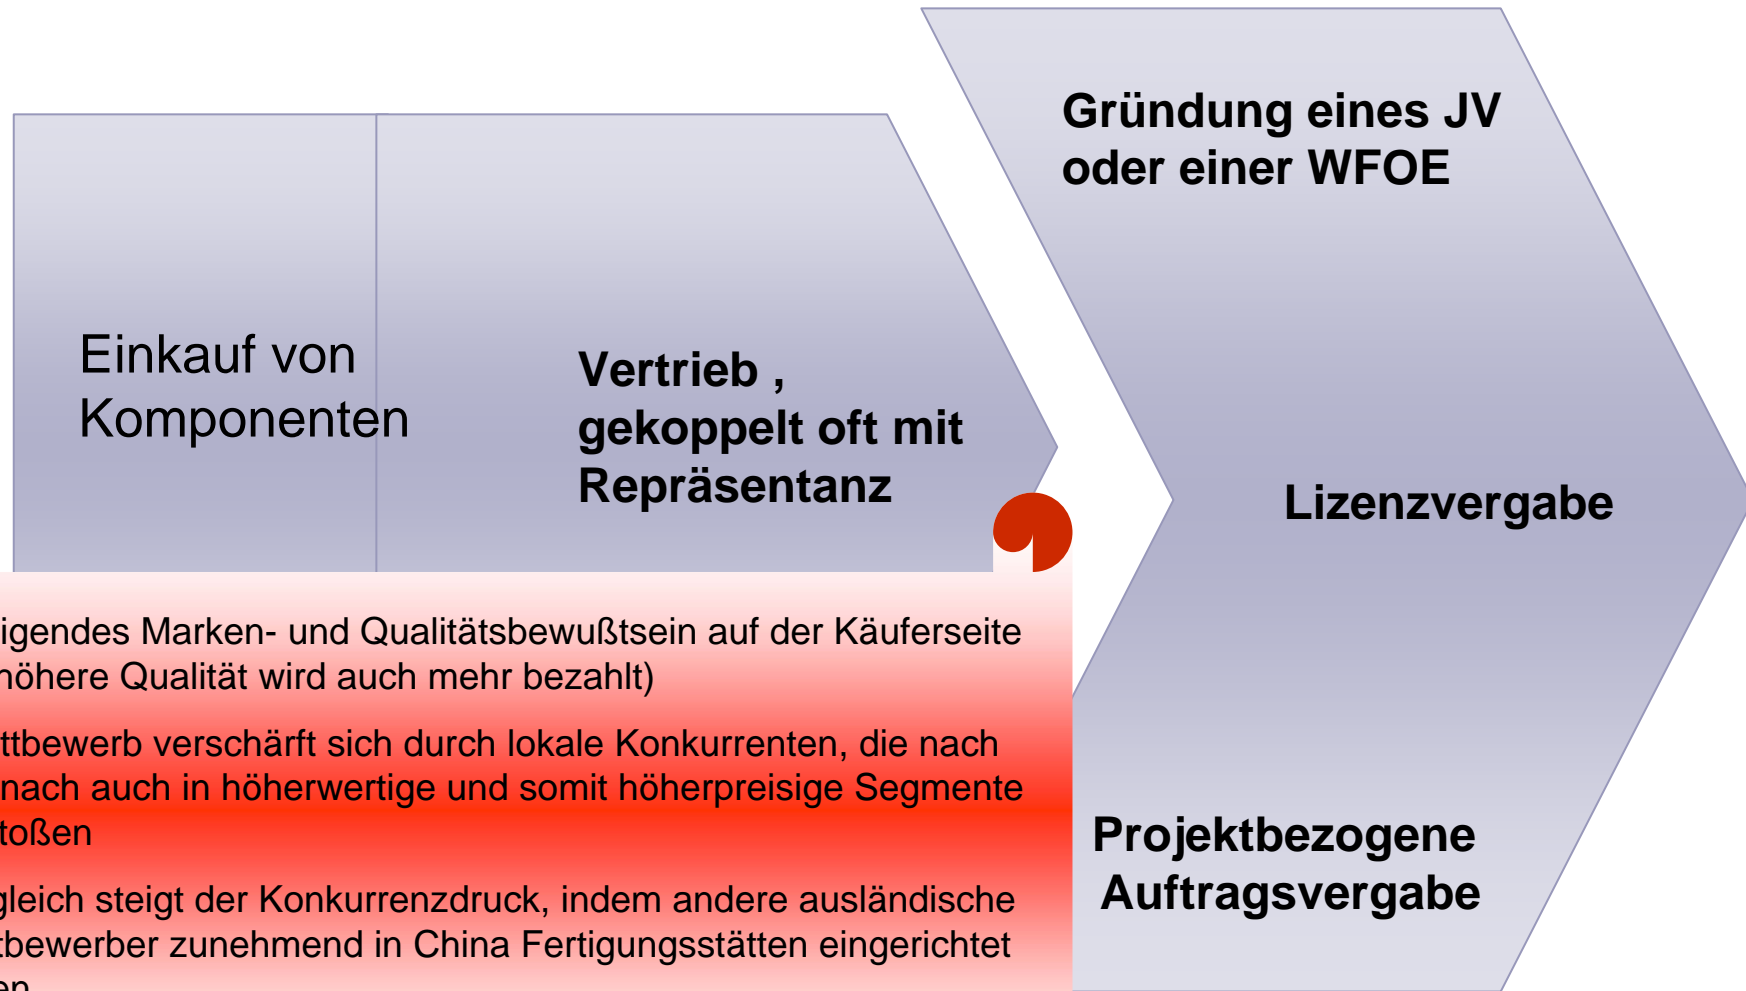 Gründung eines JV
oder einer WFOE
Einkauf von
Komponenten
Vertrieb ,
gekoppelt oft mit
Repräsentanz
Lizenzvergabe
igendes Marken- und Qualitätsbewußtsein auf der Käuferseite
höhere Qualität wird auch mehr bezahlt)
ttbewerb verschärft sich durch lokale Konkurrenten, die nach
nach auch in höherwertige und somit höherpreisige Segmente
toßen
gleich steigt der Konkurrenzdruck, indem andere ausländische
tbewerber zunehmend in China Fertigungsstätten eingerichtet
en
Projektbezogene
Auftragsvergabe